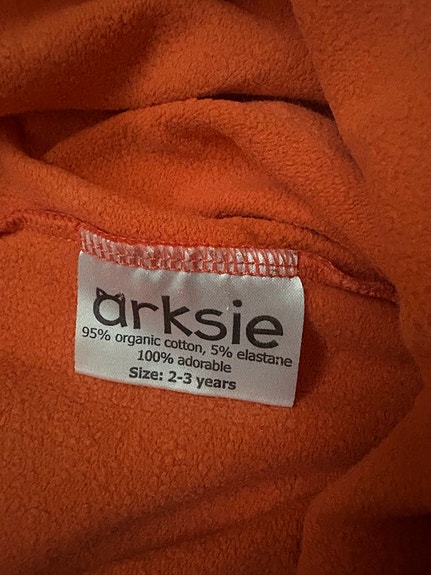 arksie
95% organic cotton, 5% elastane
100% adorable
Size: 2-3 years